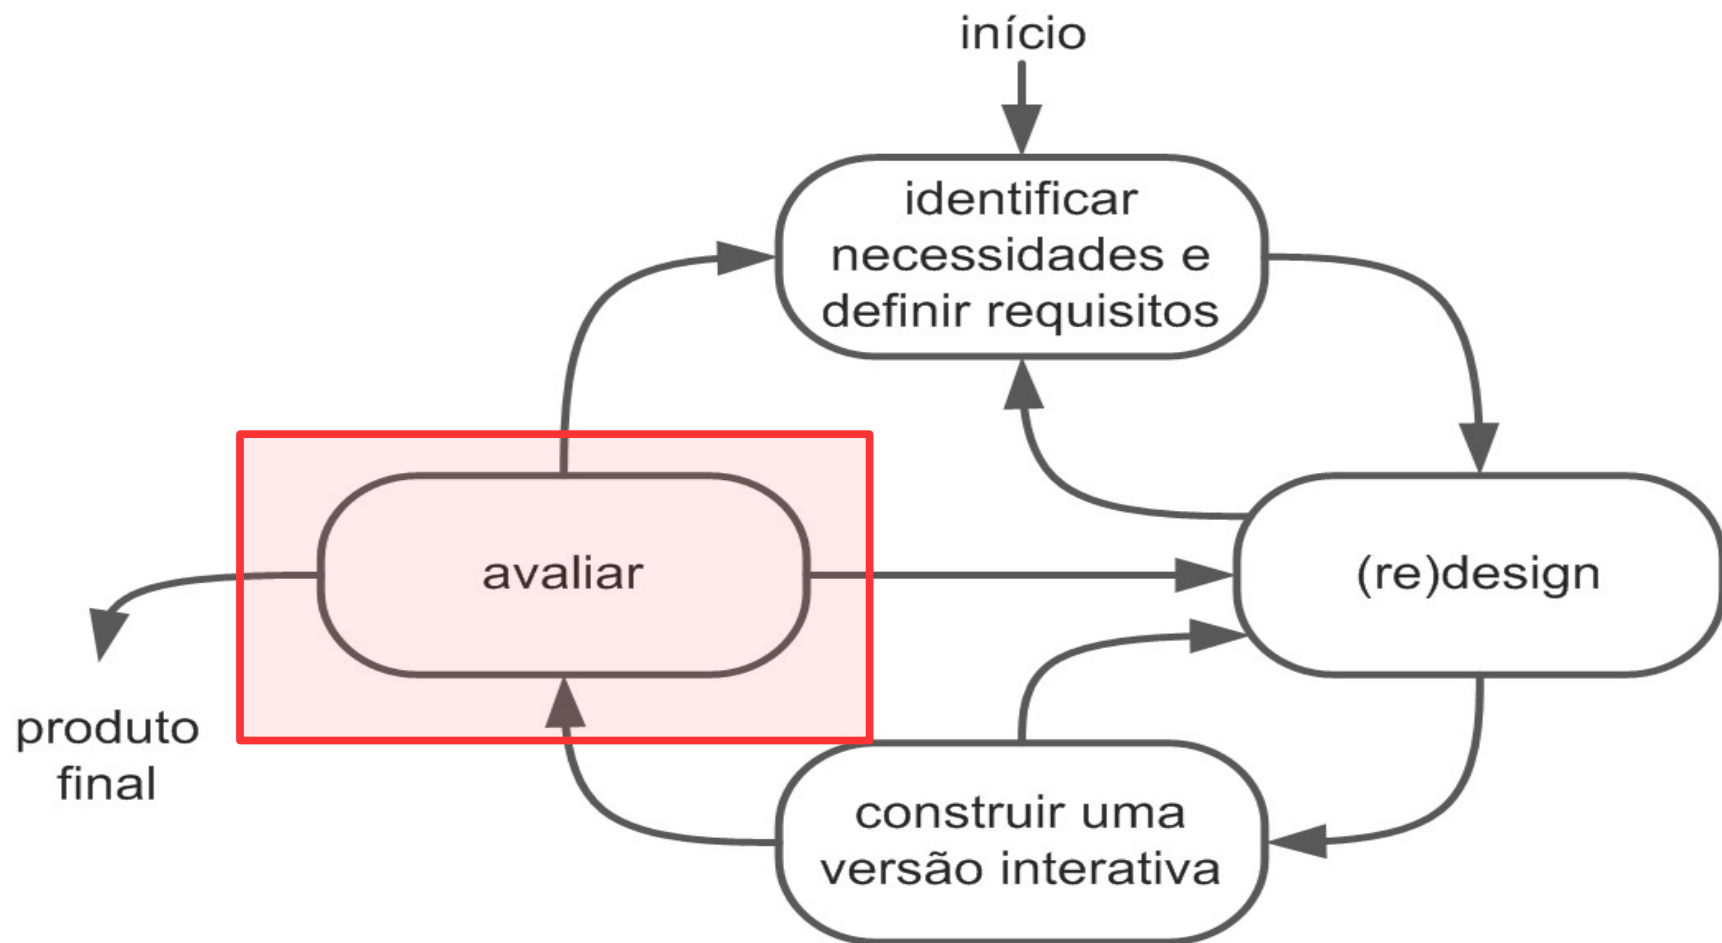 início
identificar
necessidades e
definir requisitos
avaliar
(re)design
produto
final
construir uma
versão interativa